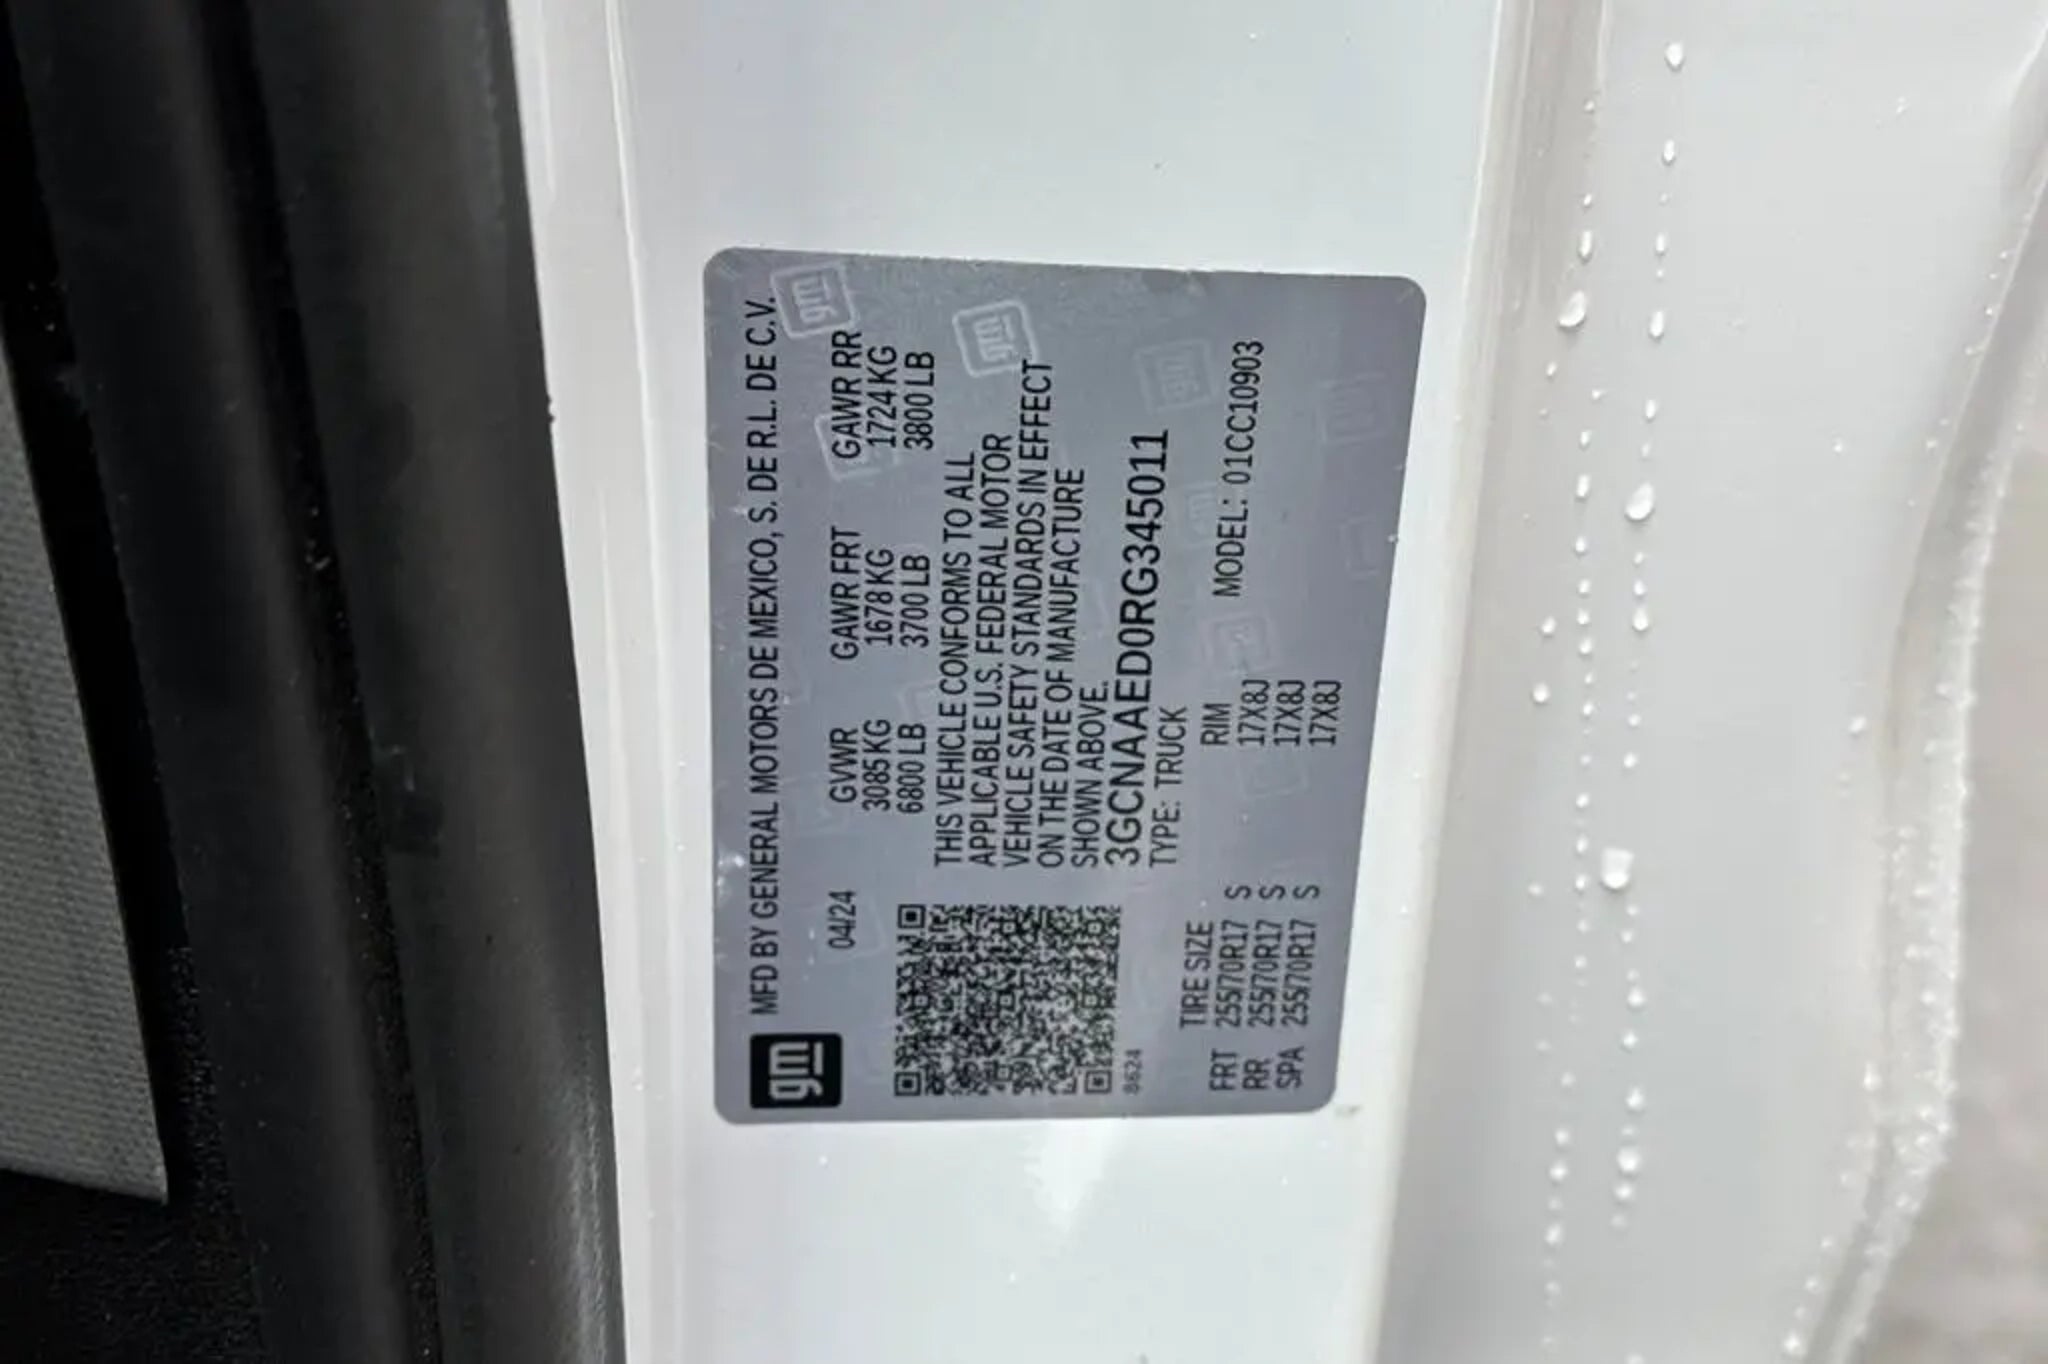 gm MFD BY GENERAL MOTORS DE MEXICO, S. DE R.L. DE C.V.
04/24 GVWR GAWR FRT GAWR RR
3085 KG 1678 KG 1724 KG
6800 LB 3700 LB 3800 LB
THIS VEHICLE CONFORMS TO ALL
APPLICABLE U.S. FEDERAL MOTOR
VEHICLE SAFETY STANDARDS IN EFFECT
ON THE DATE OF MANUFACTURE
SHOWN ABOVE.
3GCNAAED0RG345011
8624 TYPE: TRUCK
TIRE SIZE RIM MODEL: 01CC10903
FRT 255/70R17 S 17X8J
RR 255/70R17 S 17X8J
SPA 255/70R17 S 17X8J